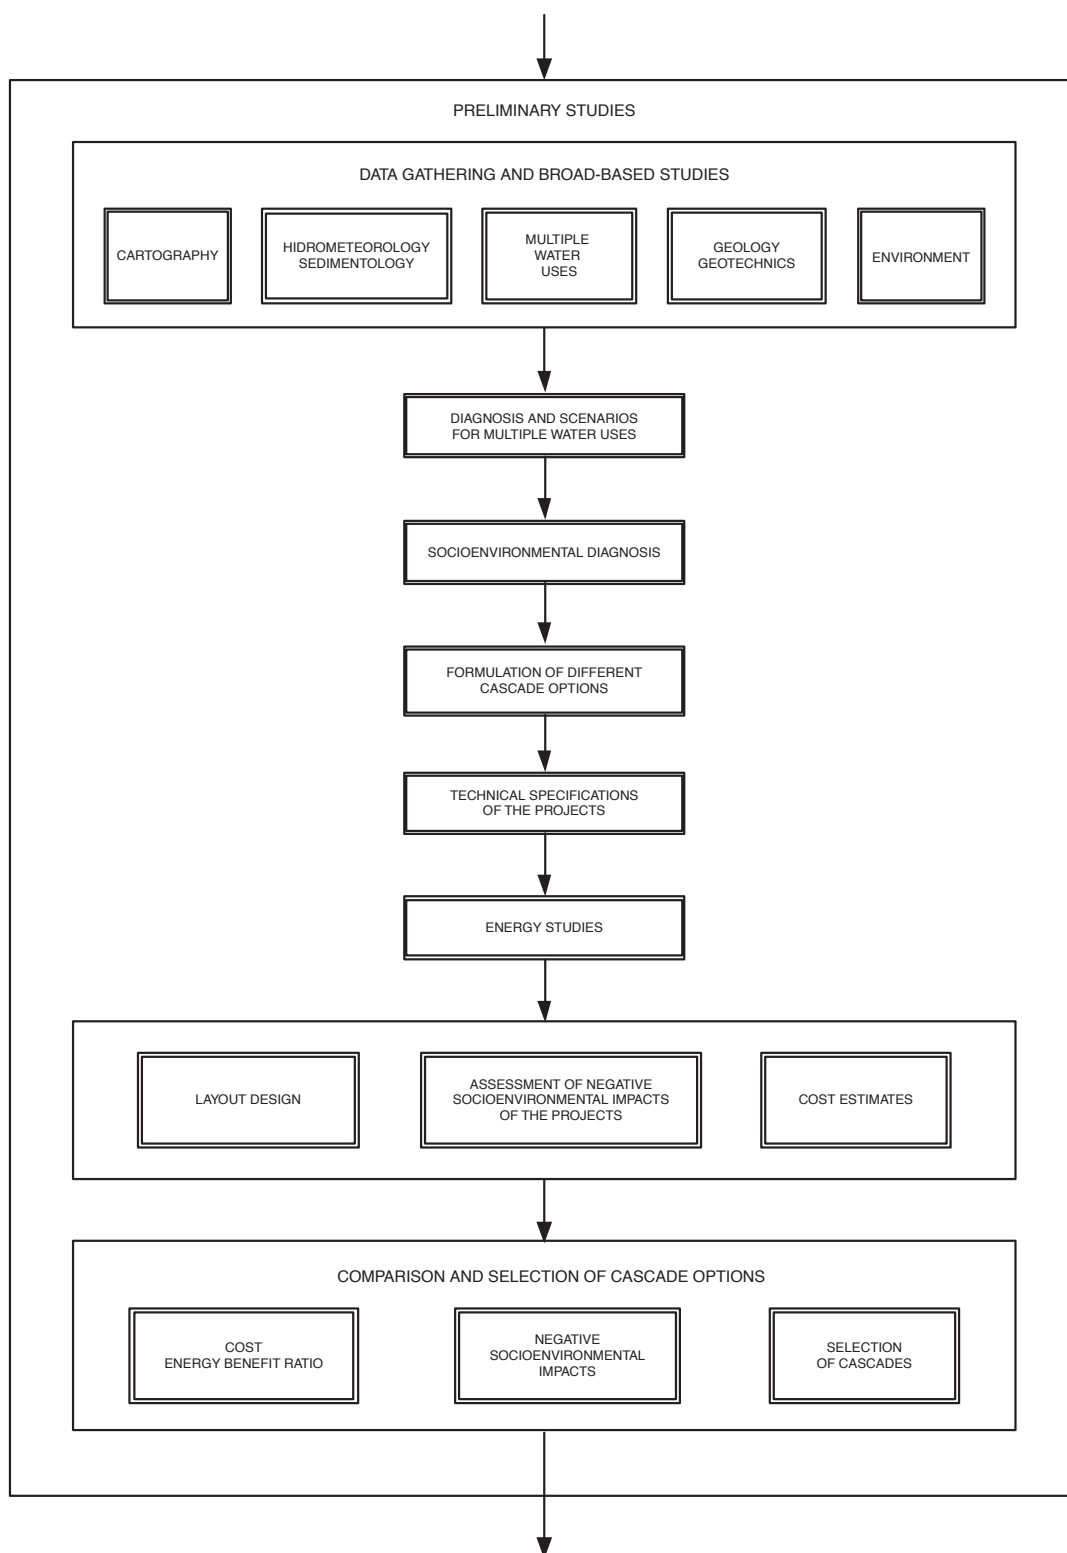 PRELIMINARY STUDIES
DATA GATHERING AND BROAD-BASED STUDIES
CARTOGRAPHY
HIDROMETEOROLOGY
SEDIMENTOLOGY
MULTIPLE
WATER
USES
GEOLOGY
GEOTECHNICS
ENVIRONMENT
DIAGNOSIS AND SCENARIOS
FOR MULTIPLE WATER USES
SOCIOENVIRONMENTAL DIAGNOSIS
FORMULATION OF DIFFERENT
CASCADE OPTIONS
TECHNICAL SPECIFICATIONS
OF THE PROJECTS
ENERGY STUDIES
LAYOUT DESIGN
ASSESSMENT OF NEGATIVE
SOCIOENVIRONMENTAL IMPACTS
OF THE PROJECTS
COST ESTIMATES
COMPARISON AND SELECTION OF CASCADE OPTIONS
COST
ENERGY BENEFIT RATIO
NEGATIVE
SOCIOENVIRONMENTAL
IMPACTS
SELECTION
OF CASCADES